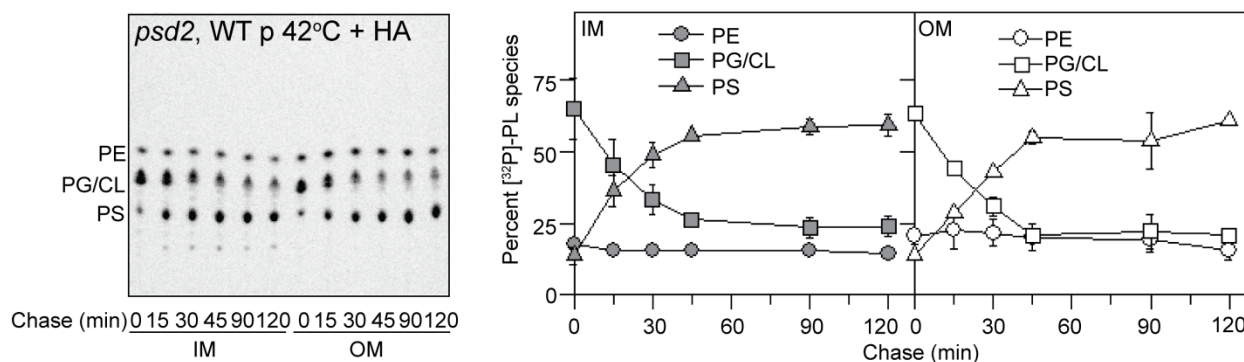 psd2, WT p 42°C + HA
PE
PG/CL
PS
Chase (min) 0 15 30 45 90 120 0 15 30 45 90 120
IM OM
Percent [³²P]-PL species
75
50
25
0
IM
PE
PG/CL
PS
OM
PE
PG/CL
PS
0 30 60 90 120 0 30 60 90 120
Chase (min)